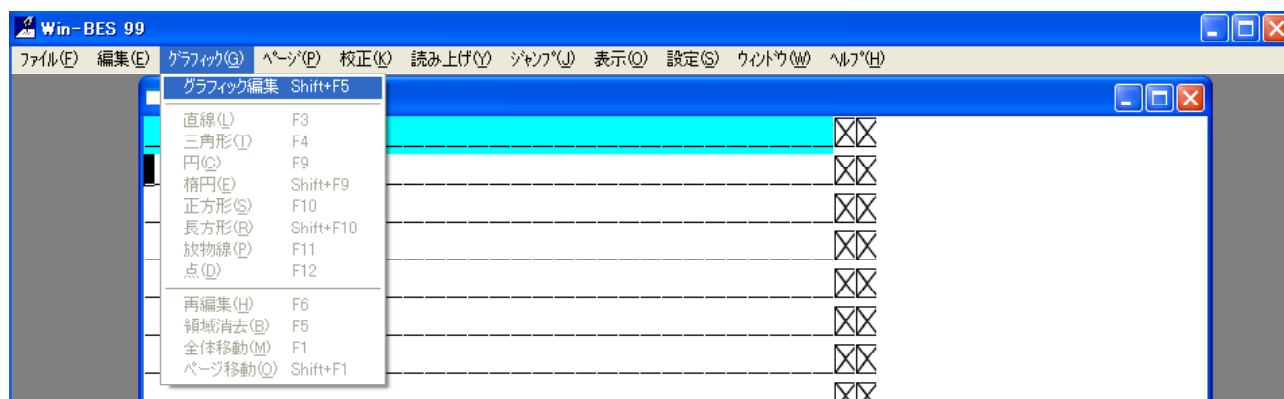 Win-BES 99
ﾌｧｲﾙ(F) 編集(E) ｸﾞﾗﾌｨｯｸ(G) ﾍﾟｰｼﾞ(P) 校正(K) 読み上げ(Y) ｼﾞｬﾝﾌﾟ(J) 表示(O) 設定(S) ｳｨﾝﾄﾞｳ(W) ﾍﾙﾌﾟ(H)
グラフィック編集 Shift+F5
直線(L) F3
三角形(T) F4
円(C) F9
楕円(E) Shift+F9
正方形(S) F10
長方形(R) Shift+F10
放物線(P) F11
点(D) F12
再編集(H) F6
領域消去(B) F5
全体移動(M) F1
ページ移動(O) Shift+F1